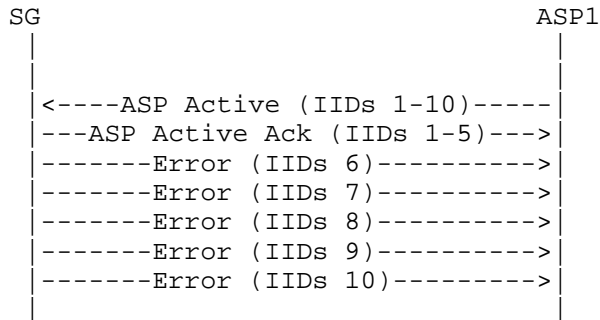 SG ASP1
<----ASP Active (IIDs 1-10)-----
---ASP Active Ack (IIDs 1-5)--->
-------Error (IIDs 6)---------->
-------Error (IIDs 7)---------->
-------Error (IIDs 8)---------->
-------Error (IIDs 9)---------->
-------Error (IIDs 10)--------->